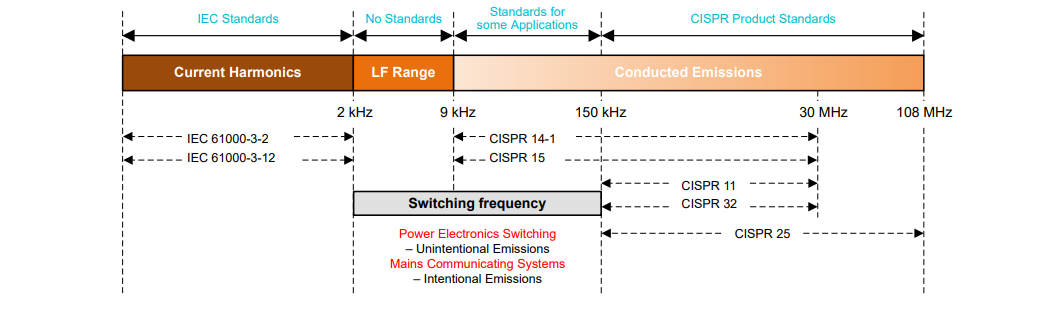 IEC Standards
No Standards
Standards for
some Applications
CISPR Product Standards
Current Harmonics
LF Range
Conducted Emissions
2 kHz
9 kHz
150 kHz
30 MHz
108 MHz
IEC 61000-3-2
CISPR 14-1
IEC 61000-3-12
CISPR 15
CISPR 11
Switching frequency
CISPR 32
Power Electronics Switching
– Unintentional Emissions
Mains Communicating Systems
– Intentional Emissions
CISPR 25